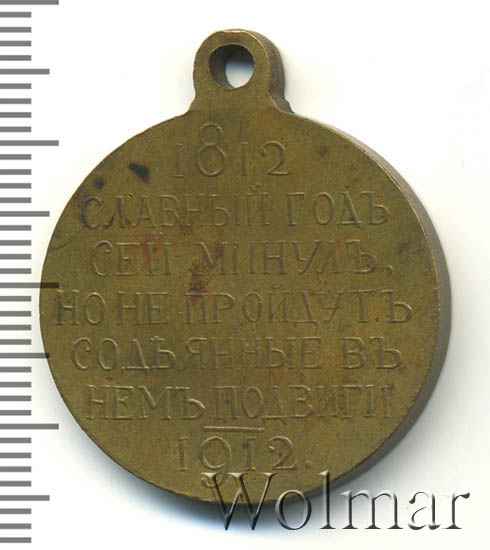 1812
СЛАВНЫЙ ГОДЪ
СЕЙ МИНУЛЪ,
НО НЕ ПРОЙДУТЪ
СОДѢЯННЫЕ ВЪ
НЕМЪ ПОДВИГИ
1912.
Wolmar